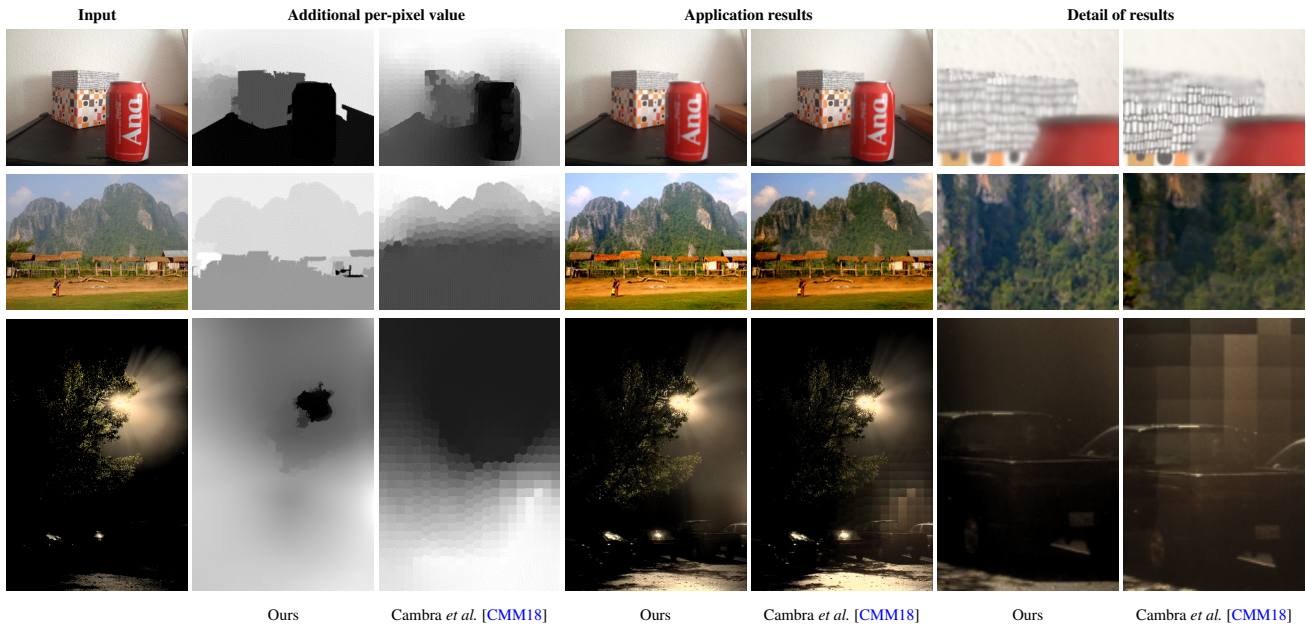 Input Additional per-pixel value Application results Detail of results
Ana.
Ana.
Ana.
Ours Cambra et al. [CMM18] Ours Cambra et al. [CMM18] Ours Cambra et al. [CMM18]